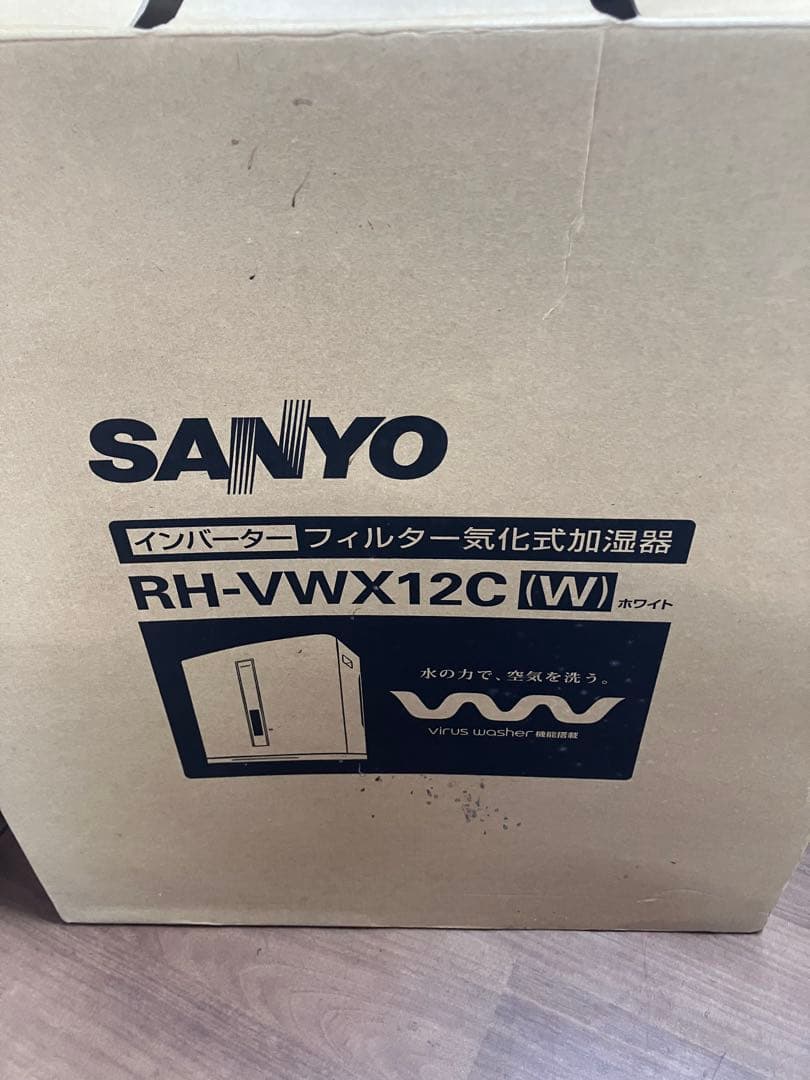 SANYO
インバーター フィルター気化式加湿器
RH-VWX12C (W) ホワイト
水の力で、空気を洗う。
virus washer 機能搭載